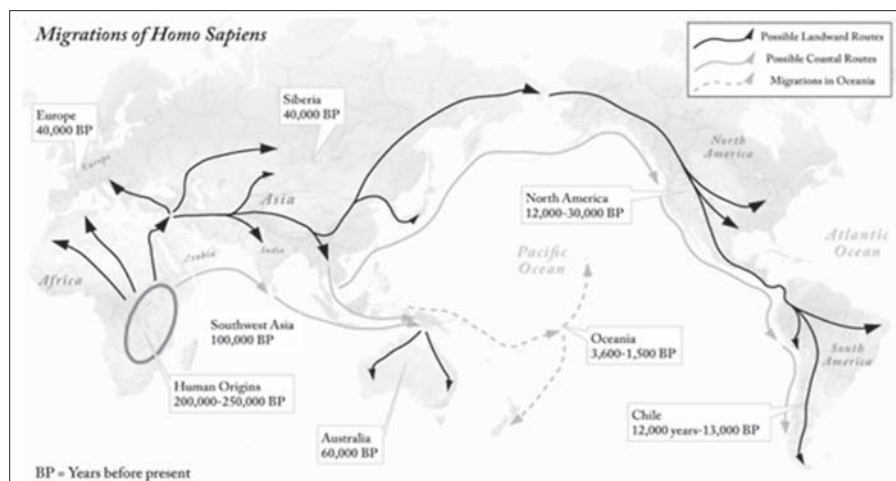 Migrations of Homo Sapiens
Possible Landward Routes
Possible Coastal Routes
Migrations in Oceania
Europe
40,000 BP
Siberia
40,000 BP
Europe
Asia
North
America
North America
12,000-30,000 BP
Pacific
Ocean
Atlantic
Ocean
Arabia
India
Africa
Southwest Asia
100,000 BP
Oceania
3,600-1,500 BP
South
America
Human Origins
200,000-250,000 BP
Australia
60,000 BP
Chile
12,000 years-13,000 BP
BP = Years before present